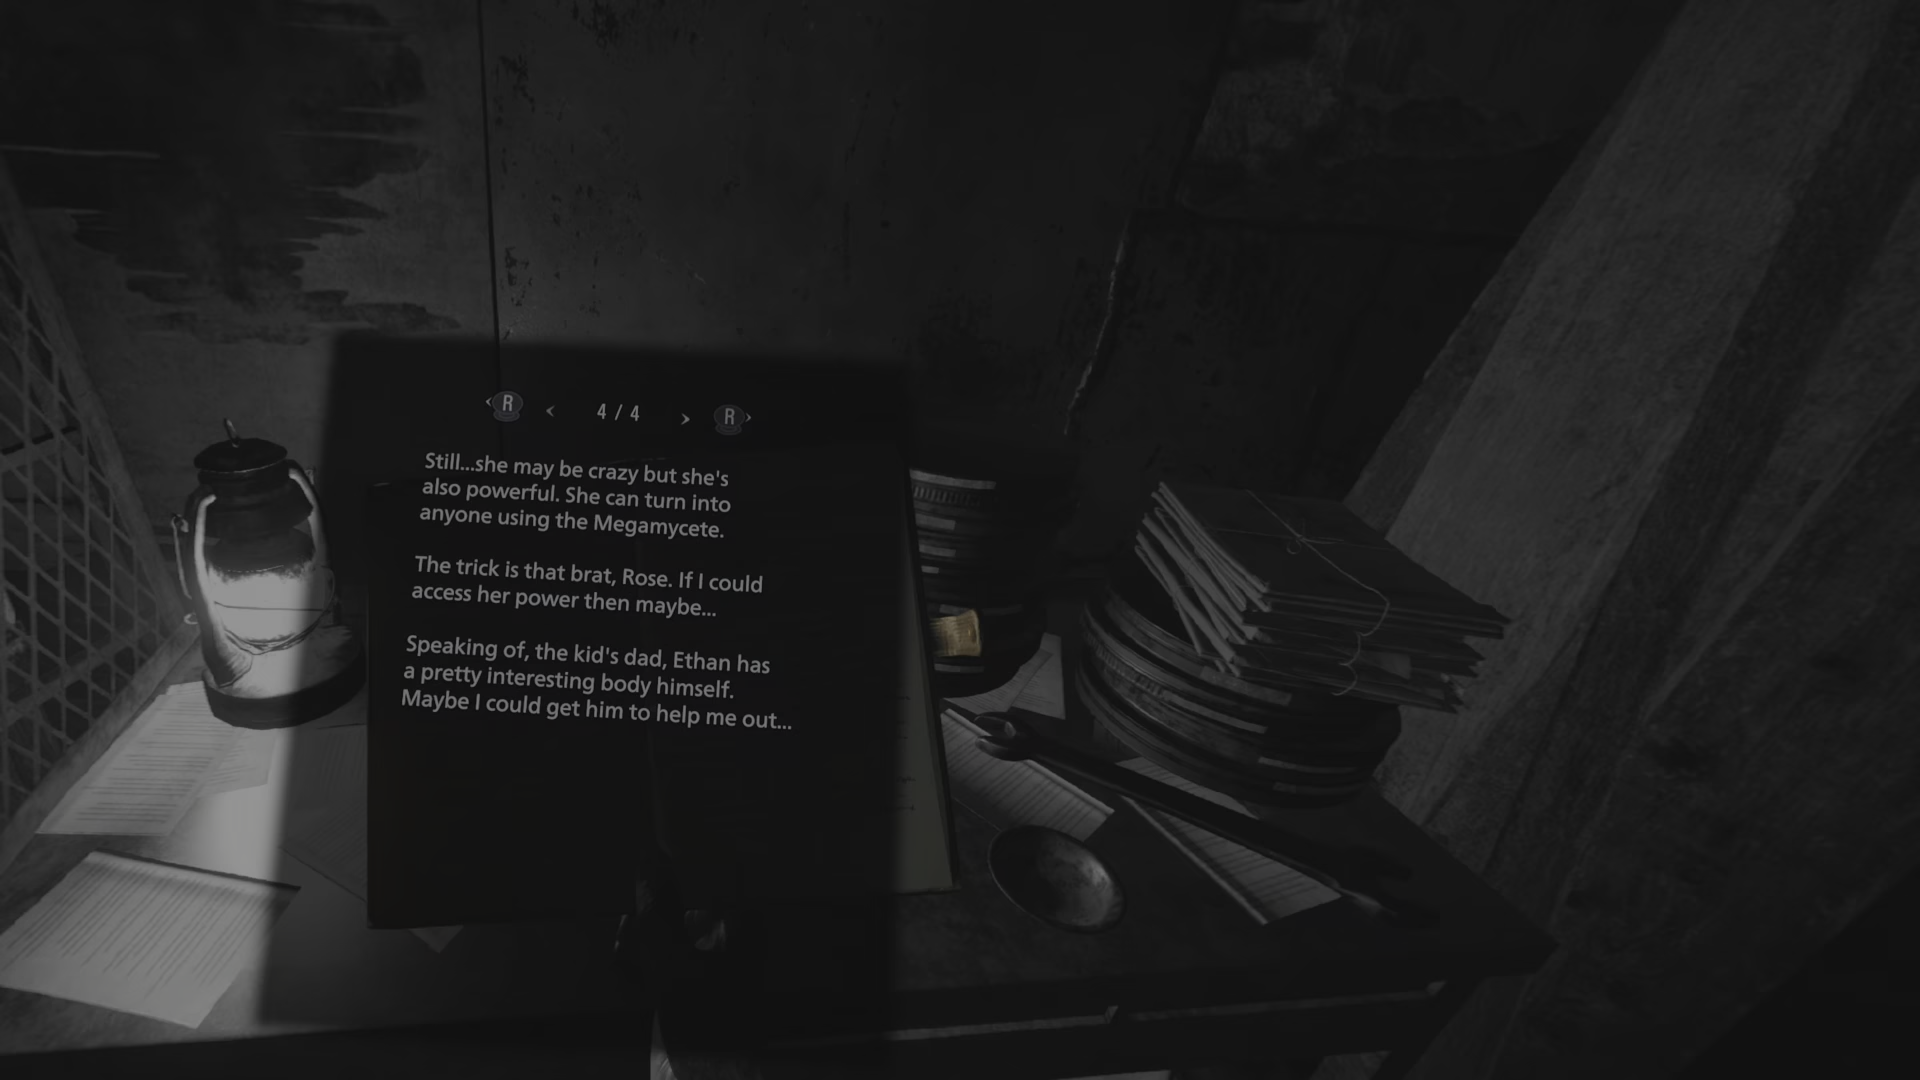 R 4 / 4 R
Still...she may be crazy but she's
also powerful. She can turn into
anyone using the Megamycete.
The trick is that brat, Rose. If I could
access her power then maybe...
Speaking of, the kid's dad, Ethan has
a pretty interesting body himself.
Maybe I could get him to help me out...